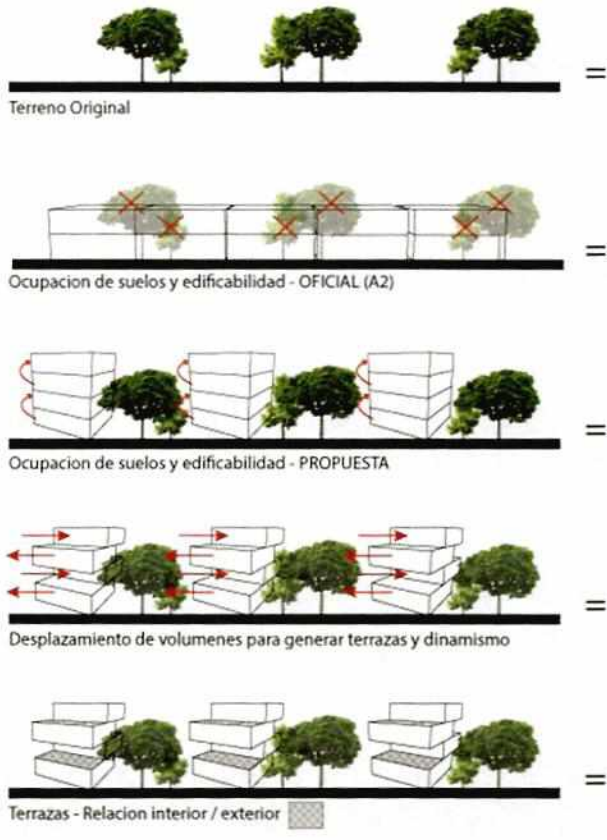 Terreno Original
=
Ocupacion de suelos y edificabilidad - OFICIAL (A2)
=
Ocupacion de suelos y edificabilidad - PROPUESTA
=
Desplazamiento de volumenes para generar terrazas y dinamismo
=
Terrazas - Relacion interior / exterior
=